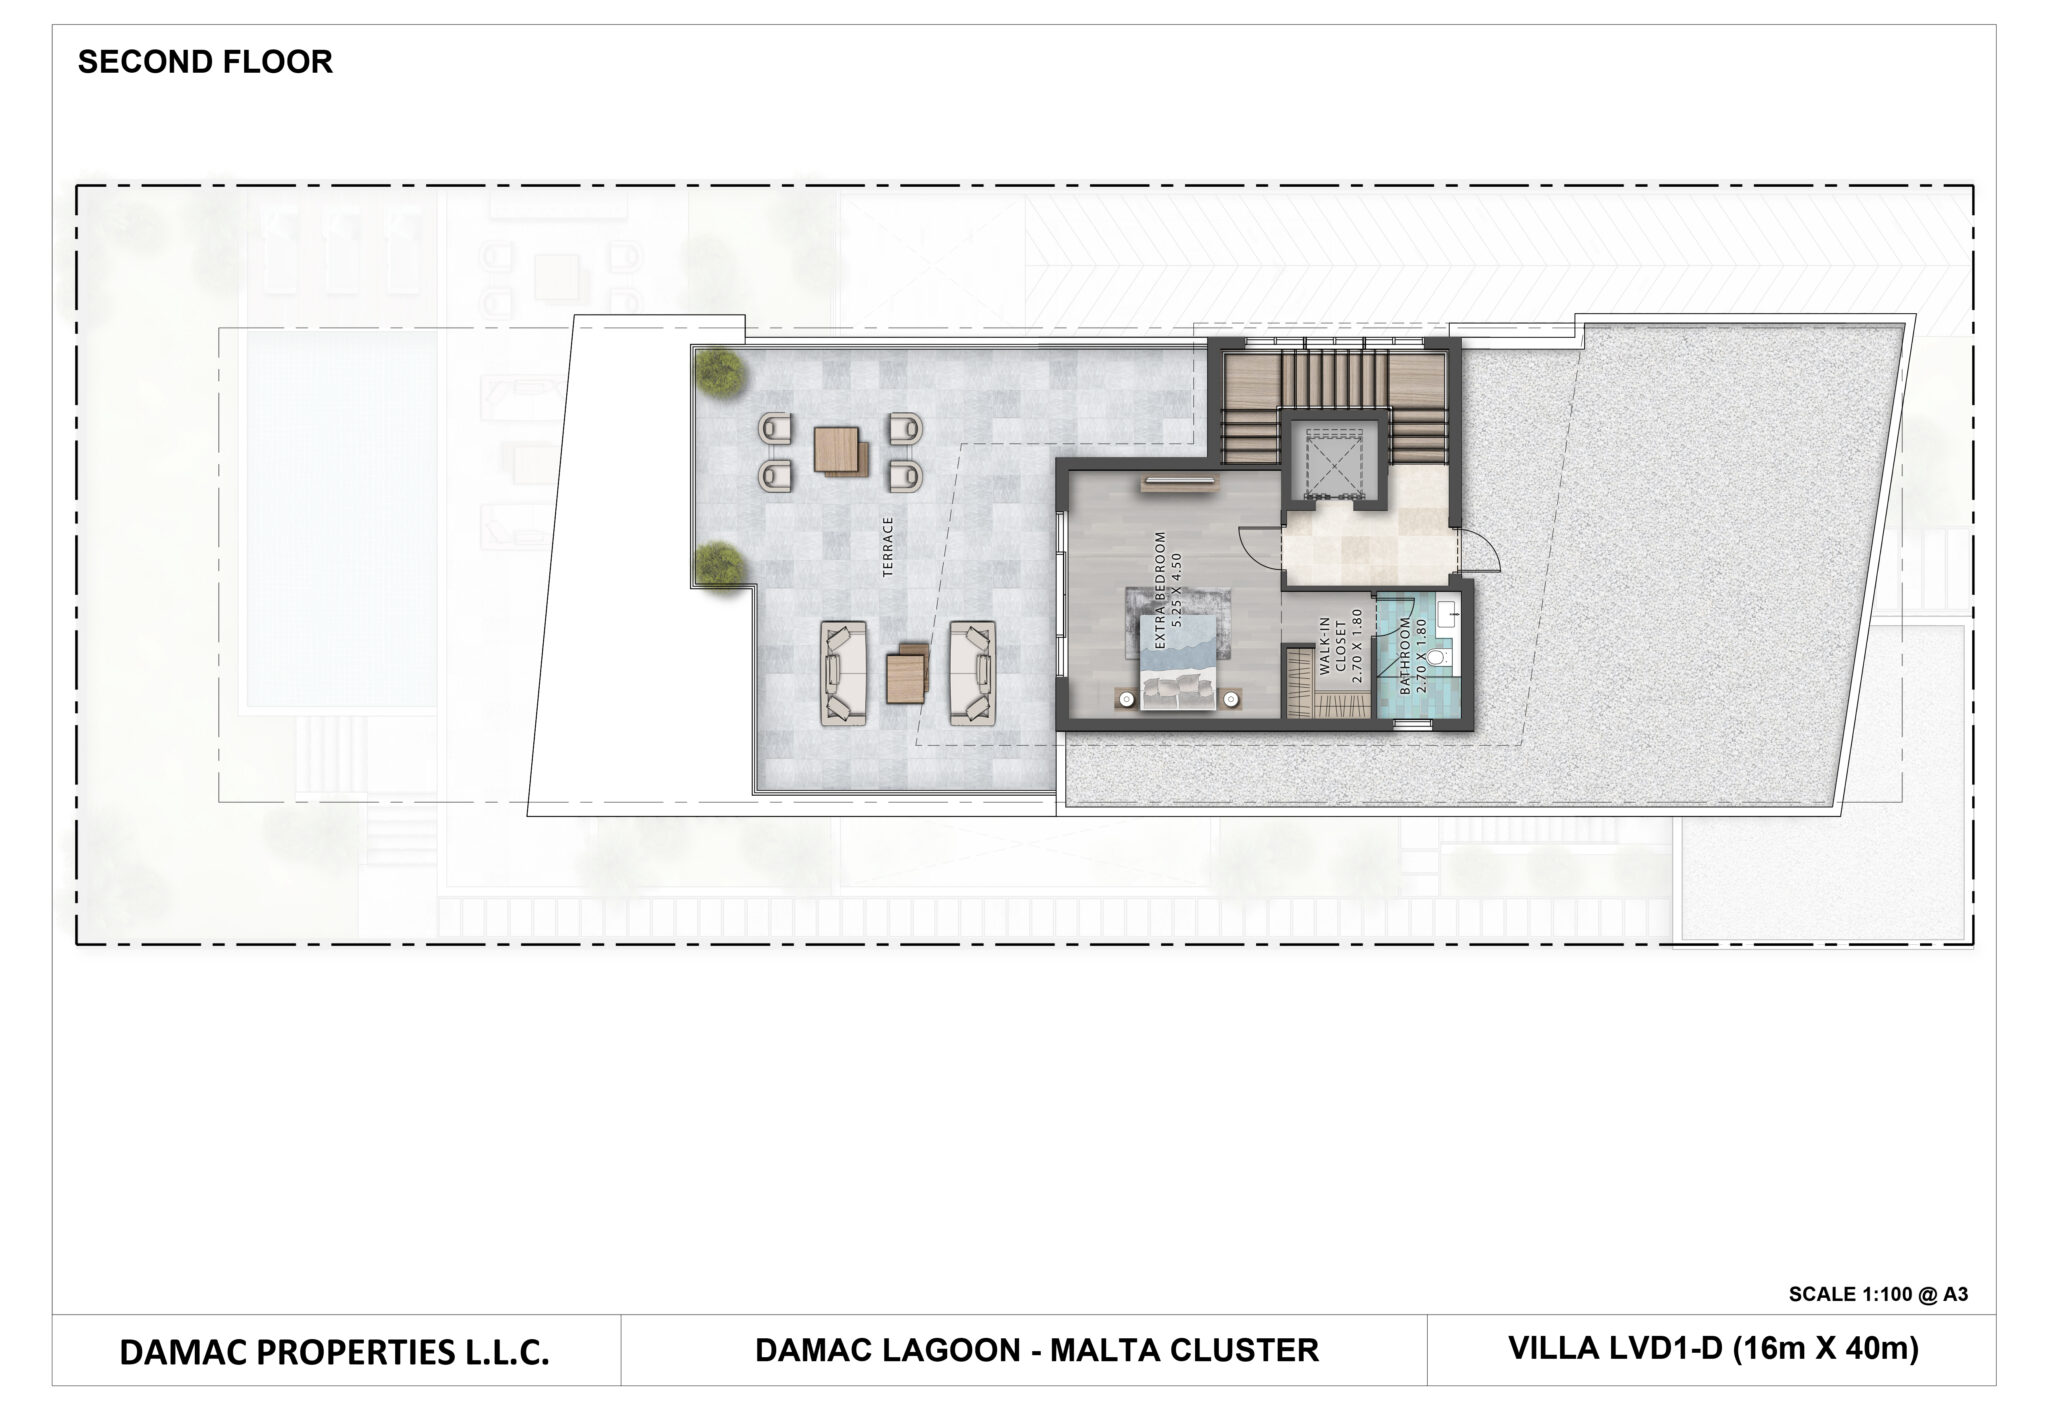 SECOND FLOOR
TERRACE
EXTRA BEDROOM
5.25 X 4.50
WALK-IN
CLOSET
2.70 X 1.80
BATHROOM
2.70 X 1.80
SCALE 1:100 @ A3
DAMAC PROPERTIES L.L.C.
DAMAC LAGOON - MALTA CLUSTER
VILLA LVD1-D (16m X 40m)